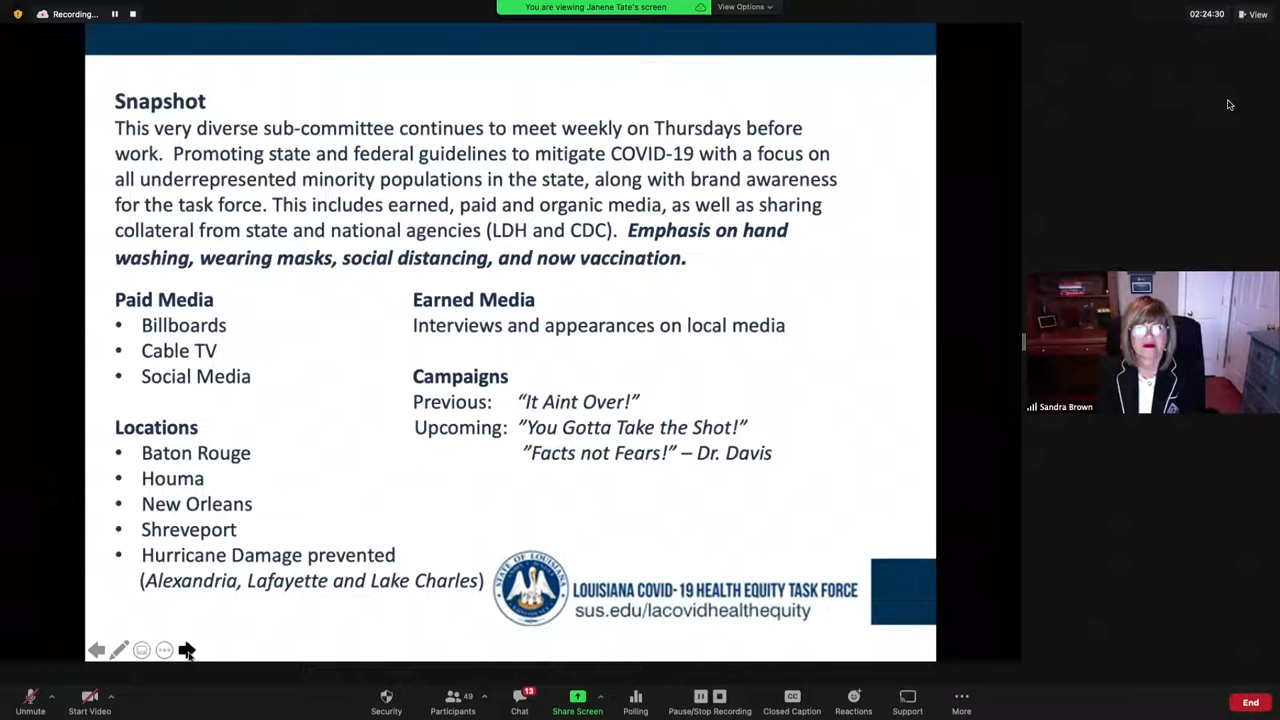 Recording...
You are viewing Janene Tate's screen
View Options
02:24:30
View
Snapshot
This very diverse sub-committee continues to meet weekly on Thursdays before
work.  Promoting state and federal guidelines to mitigate COVID-19 with a focus on
all underrepresented minority populations in the state, along with brand awareness
for the task force. This includes earned, paid and organic media, as well as sharing
collateral from state and national agencies (LDH and CDC).  Emphasis on hand
washing, wearing masks, social distancing, and now vaccination.
Paid Media
• Billboards
• Cable TV
• Social Media
Locations
• Baton Rouge
• Houma
• New Orleans
• Shreveport
• Hurricane Damage prevented
(Alexandria, Lafayette and Lake Charles)
Earned Media
Interviews and appearances on local media
Campaigns
Previous: "It Aint Over!"
Upcoming: "You Gotta Take the Shot!"
"Facts not Fears!" – Dr. Davis
LOUISIANA COVID-19 HEALTH EQUITY TASK FORCE
sus.edu/lacovidhealthequity
Sandra Brown
Unmute
Start Video
Security
Participants
49
Chat
13
Share Screen
Polling
Pause/Stop Recording
Closed Caption
Reactions
Support
More
End